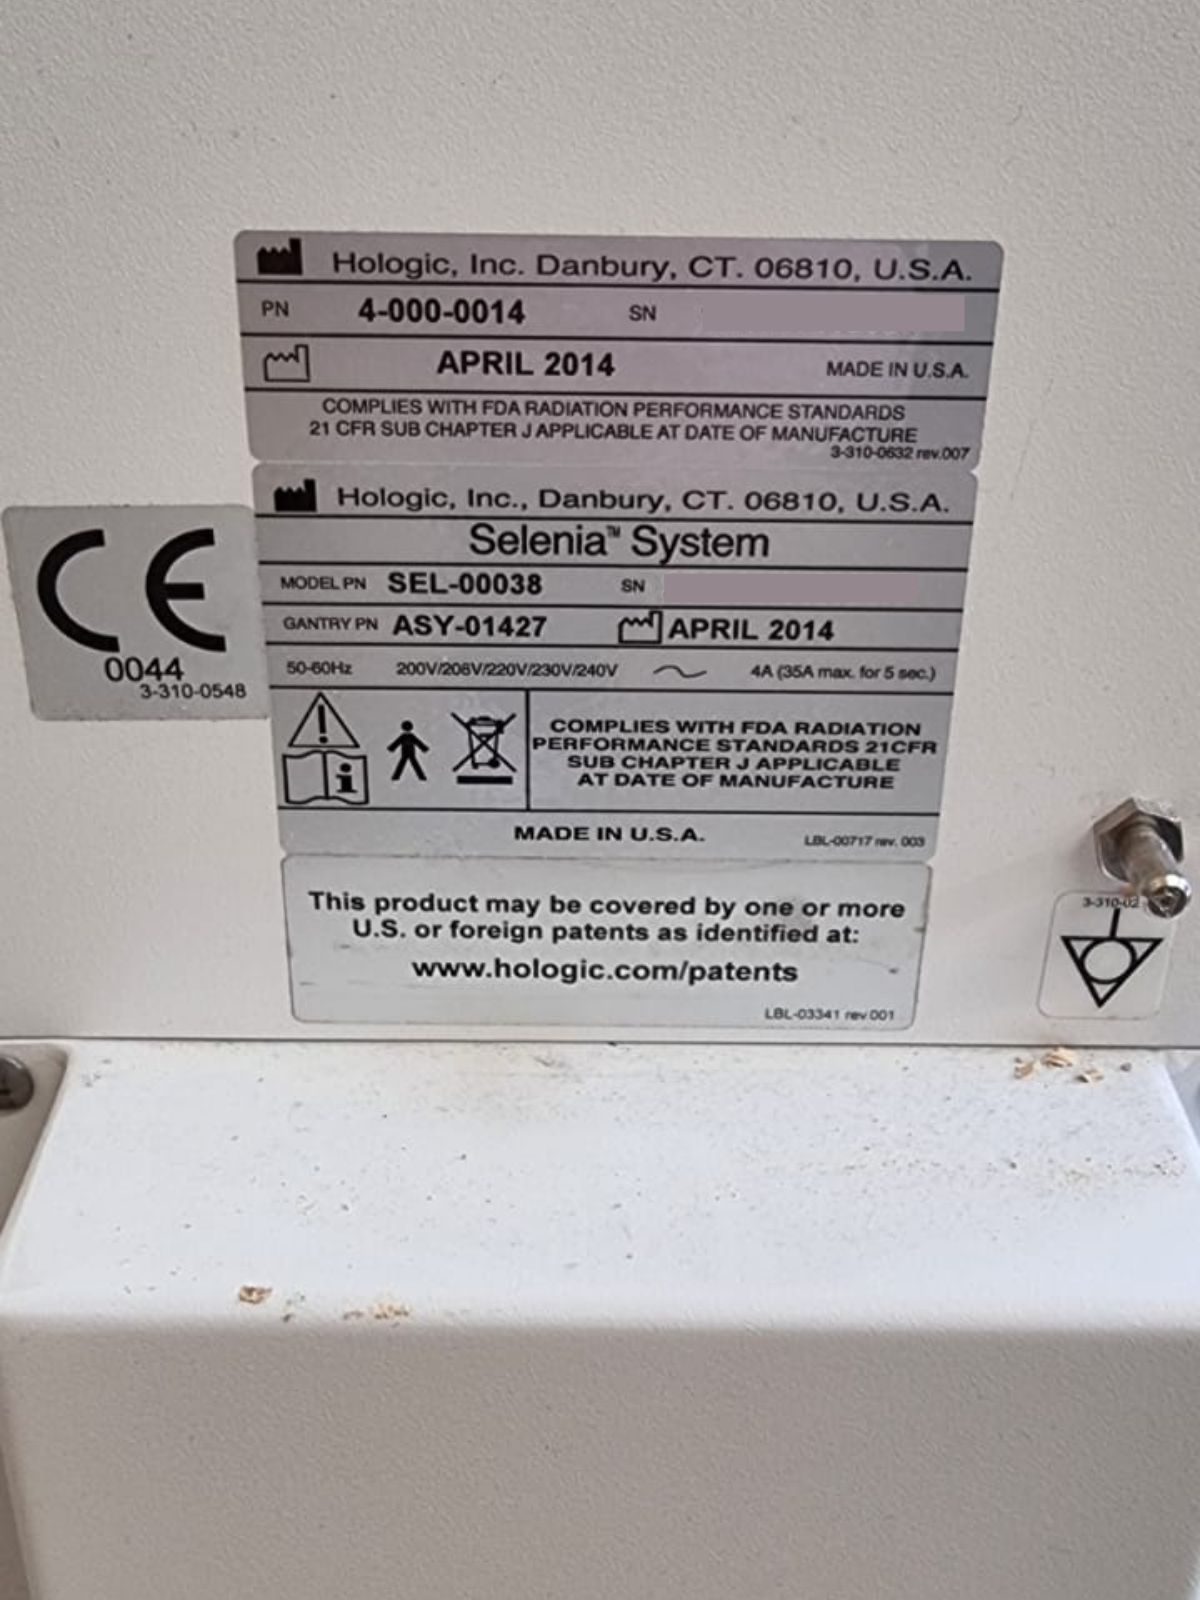 Hologic, Inc. Danbury, CT. 06810, U.S.A.
PN 4-000-0014 SN
APRIL 2014 MADE IN U.S.A.
COMPLIES WITH FDA RADIATION PERFORMANCE STANDARDS
21 CFR SUB CHAPTER J APPLICABLE AT DATE OF MANUFACTURE
3-310-0632 rev.007
Hologic, Inc., Danbury, CT. 06810, U.S.A.
Selenia™ System
MODEL PN SEL-00038 SN
GANTRY PN ASY-01427 APRIL 2014
50-60Hz 200V/208V/220V/230V/240V 4A (35A max. for 5 sec.)
COMPLIES WITH FDA RADIATION
PERFORMANCE STANDARDS 21CFR
SUB CHAPTER J APPLICABLE
AT DATE OF MANUFACTURE
MADE IN U.S.A. LBL-00717 rev. 003
CE
0044
3-310-0548
This product may be covered by one or more
U.S. or foreign patents as identified at:
www.hologic.com/patents
LBL-03341 rev 001